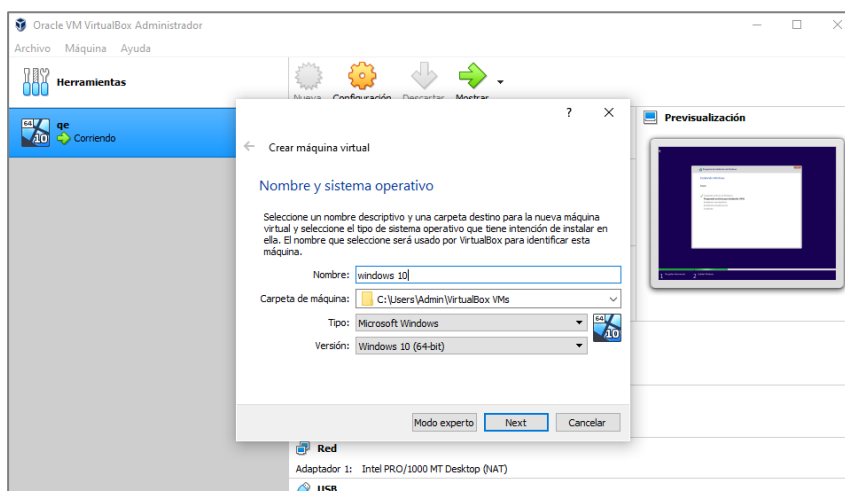 Oracle VM VirtualBox Administrador
Archivo Máquina Ayuda
Herramientas
Nueva Configuración Descartar Mostrar
64
10
qe
Corriendo
Previsualización
? X
Crear máquina virtual
Nombre y sistema operativo
Seleccione un nombre descriptivo y una carpeta destino para la nueva máquina
virtual y seleccione el tipo de sistema operativo que tiene intención de instalar en
ella. El nombre que seleccione será usado por VirtualBox para identificar esta
máquina.
Nombre: windows 10
Carpeta de máquina: C:\Users\Admin\VirtualBox VMs
Tipo: Microsoft Windows
64
10
Versión: Windows 10 (64-bit)
Modo experto Next Cancelar
Red
Adaptador 1: Intel PRO/1000 MT Desktop (NAT)
USB